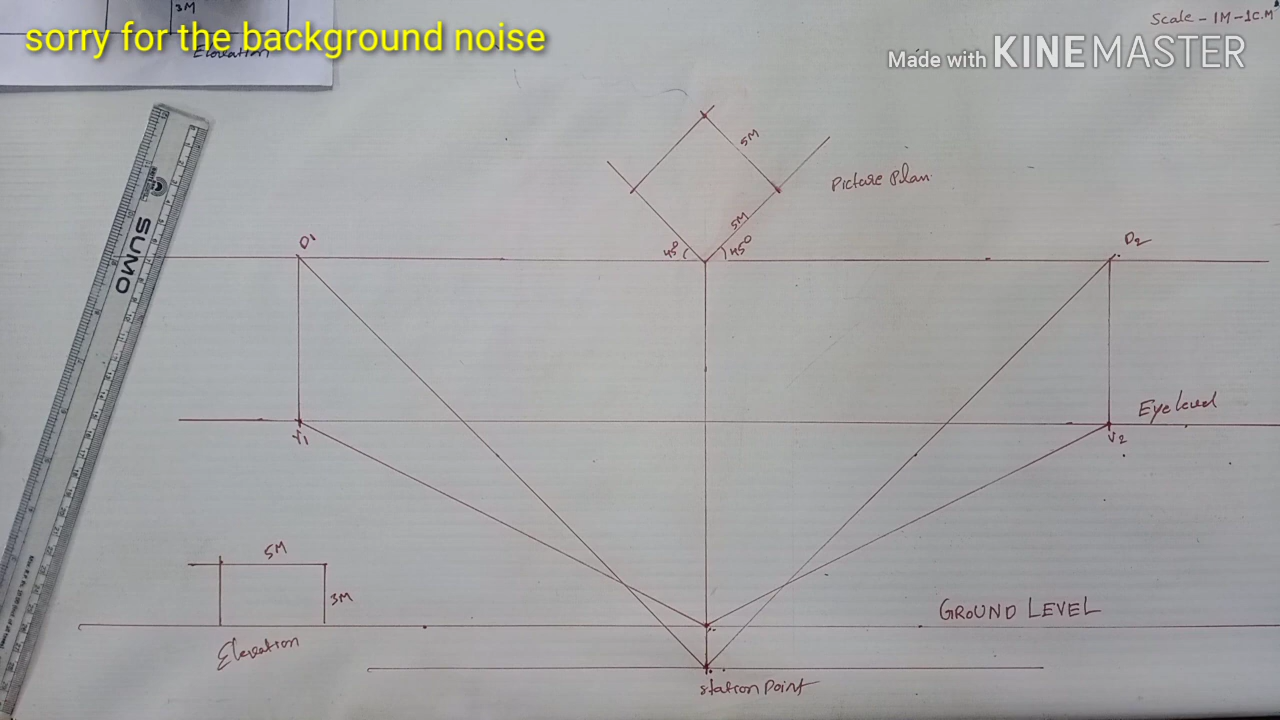 3M
Scale - 1M - 1C.M
sorry for the background noise
Elevation
Made with KINEMASTER
5M
Picture Plan
5M
45°
45°
D1
D2
SUMO
Eye level
V1
V2
5M
3M
GROUND LEVEL
Elevation
Station Point